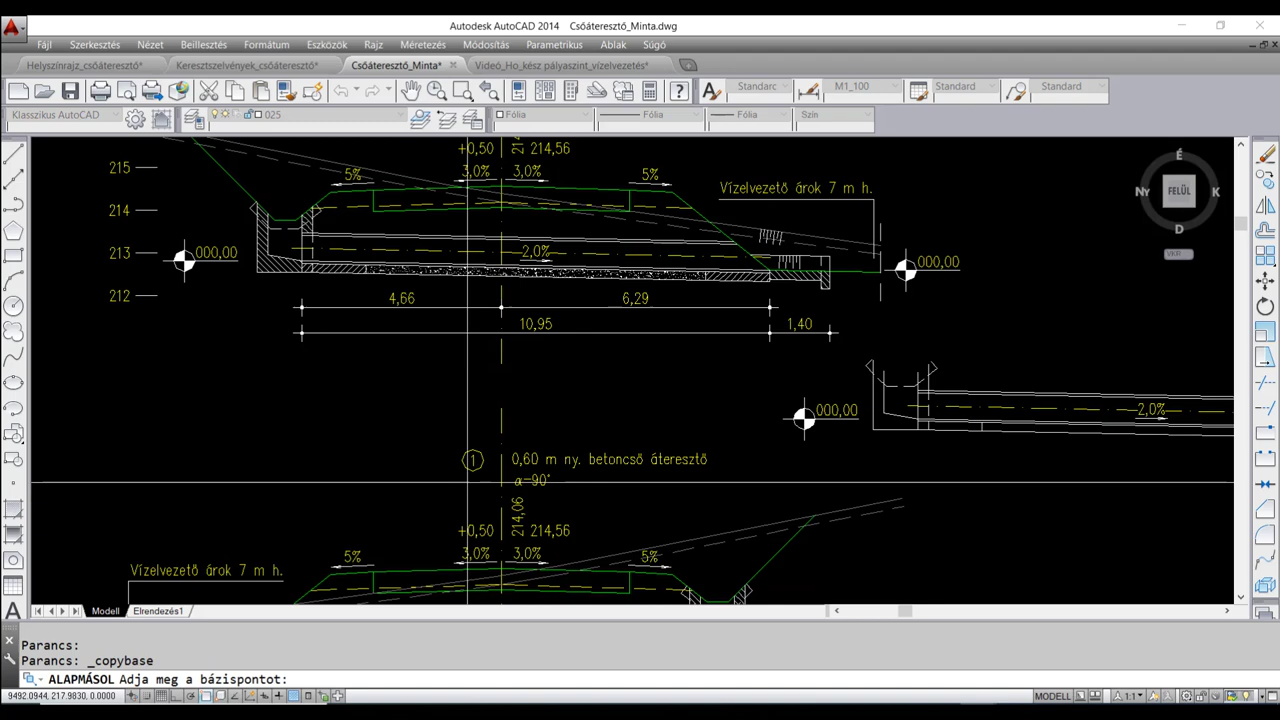 Autodesk AutoCAD 2014 Csőáteresztő_Minta.dwg
Fájl Szerkesztés Nézet Beillesztés Formátum Eszközök Rajz Méretezés Módosítás Parametrikus Ablak Súgó
Helyszínrajz_csőáteresztő* Keresztszelvények_csőáteresztő* Csőáteresztő_Minta* Videó_Ho_kész pályaszint_vízelvezetés*
Standarc M1_100 Standard Standard
Klasszikus AutoCAD 025 Fólia Fólia Fólia Szín
215
+0,50 214,56
3,0% 3,0%
5% 5%
Vízelvezető árok 7 m h.
214
213
000,00
2,0%
000,00
212
4,66 6,29
10,95 1,40
000,00
2,0%
1 0,60 m ny. betoncső áteresztő
α=90°
214,06
+0,50 214,56
3,0% 3,0%
5% 5%
Vízelvezető árok 7 m h.
É
NY FELÜL K
D
VKR
Modell Elrendezés1
Parancs:
Parancs: _copybase
ALAPMÁSOL Adja meg a bázispontot:
9492.0944, 217.9830, 0.0000 MODELL 1:1